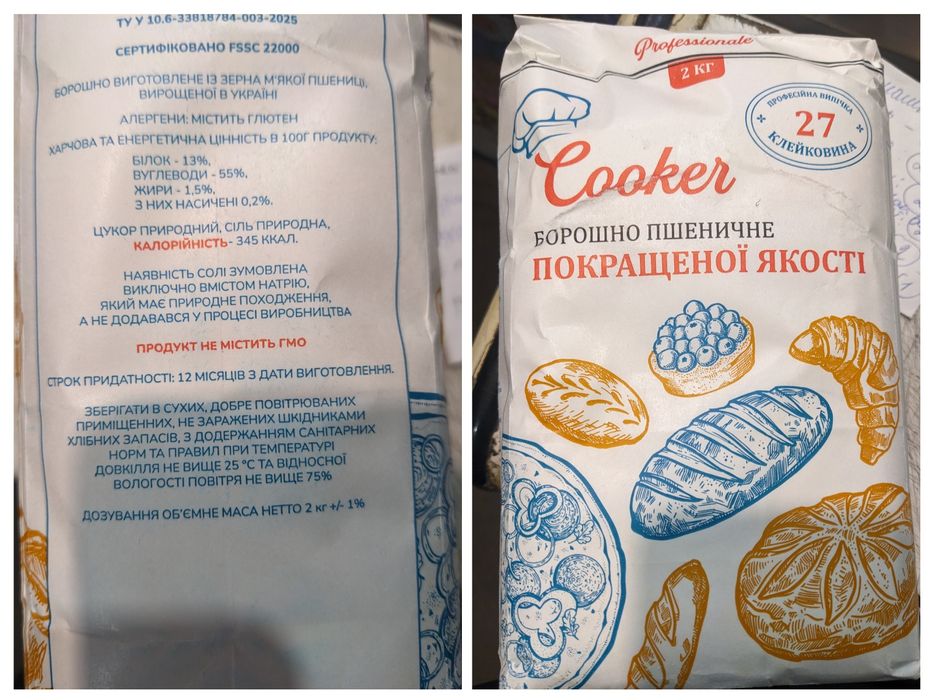 ТУ У 10.6-33818784-003-2025
СЕРТИФІКОВАНО FSSC 22000
БОРОШНО ВИГОТОВЛЕНЕ ІЗ ЗЕРНА М'ЯКОЇ ПШЕНИЦІ,
ВИРОЩЕНОЇ В УКРАЇНІ
АЛЕРГЕНИ: МІСТИТЬ ГЛЮТЕН
ХАРЧОВА ТА ЕНЕРГЕТИЧНА ЦІННІСТЬ В 100Г ПРОДУКТУ:
БІЛОК - 13%,
ВУГЛЕВОДИ - 55%,
ЖИРИ - 1,5%,
З НИХ НАСИЧЕНІ 0,2%.
ЦУКОР ПРИРОДНИЙ, СІЛЬ ПРИРОДНА,
КАЛОРІЙНІСТЬ - 345 ККАЛ.
НАЯВНІСТЬ СОЛІ ЗУМОВЛЕНА
ВИКЛЮЧНО ВМІСТОМ НАТРІЮ,
ЯКИЙ МАЄ ПРИРОДНЕ ПОХОДЖЕННЯ,
А НЕ ДОДАВАВСЯ У ПРОЦЕСІ ВИРОБНИЦТВА
ПРОДУКТ НЕ МІСТИТЬ ГМО
СТРОК ПРИДАТНОСТІ: 12 МІСЯЦІВ З ДАТИ ВИГОТОВЛЕННЯ.
ЗБЕРІГАТИ В СУХИХ, ДОБРЕ ПОВІТРЮВАНИХ
ПРИМІЩЕННЯХ, НЕ ЗАРАЖЕНИХ ШКІДНИКАМИ
ХЛІБНИХ ЗАПАСІВ, З ДОДЕРЖАННЯМ САНІТАРНИХ
НОРМ ТА ПРАВИЛ ПРИ ТЕМПЕРАТУРІ
ДОВКІЛЛЯ НЕ ВИЩЕ 25 °C ТА ВІДНОСНОЇ
ВОЛОГОСТІ ПОВІТРЯ НЕ ВИЩЕ 75%
ДОЗУВАННЯ ОБ'ЄМНЕ МАСА НЕТТО 2 кг +/- 1%
Professionale
2 КГ
ПРОФЕСІЙНА ВИПІЧКА
27
КЛЕЙКОВИНА
Cooker
БОРОШНО ПШЕНИЧНЕ
ПОКРАЩЕНОЇ ЯКОСТІ